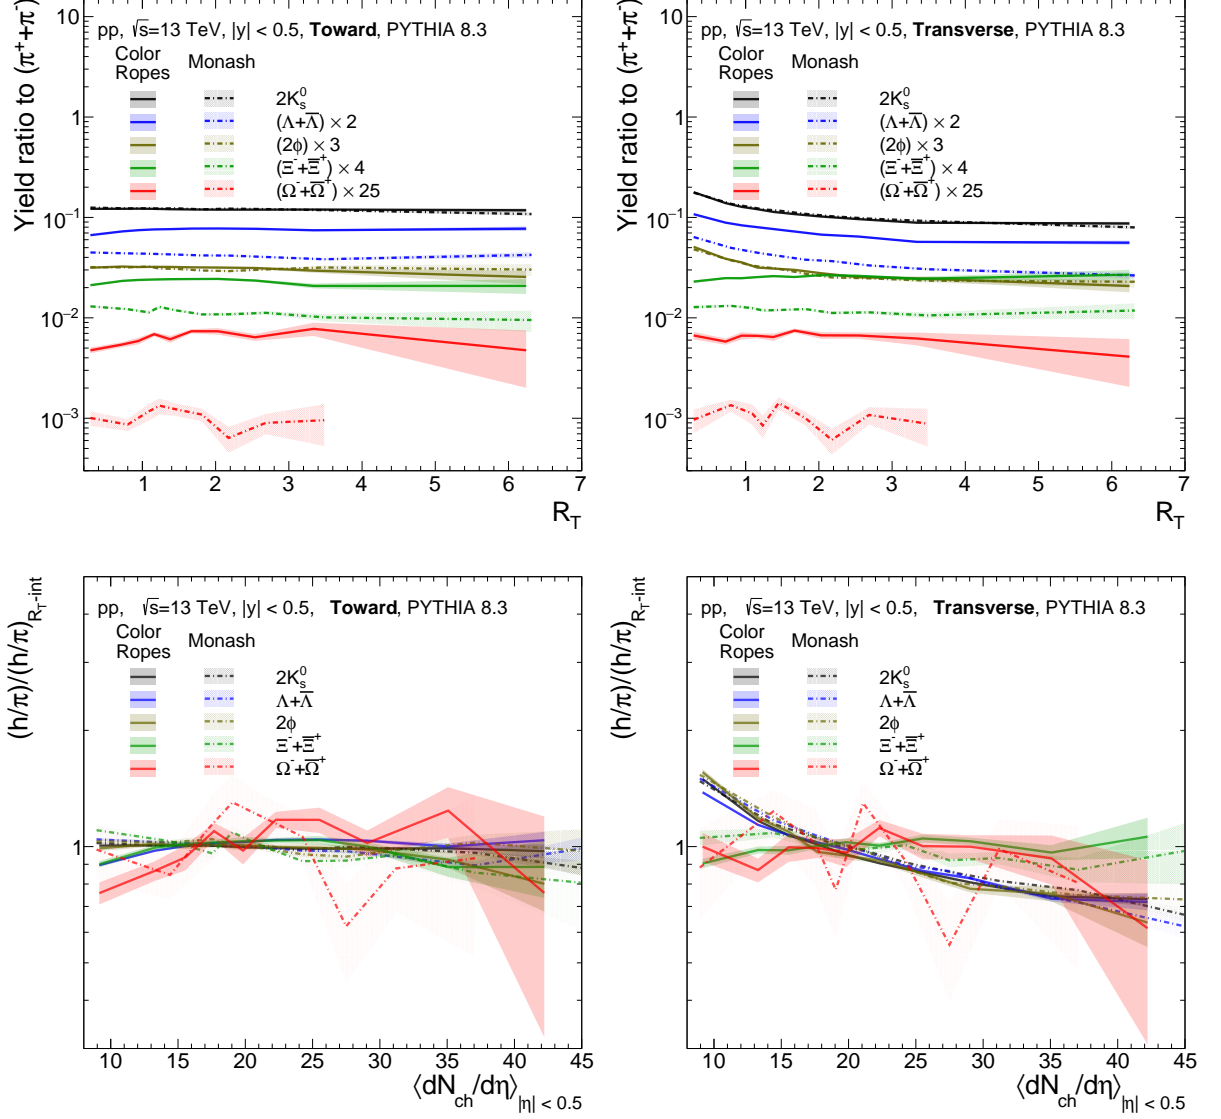 Yield ratio to (π⁺+π⁻)
10
1
10⁻¹
10⁻²
10⁻³
pp, √s=13 TeV, |y| < 0.5, Toward, PYTHIA 8.3
Color Ropes
Monash
2K⁰ₛ
(Λ+Λ̅) × 2
(2ϕ) × 3
(Ξ⁻+Ξ̅⁺) × 4
(Ω⁻+Ω̅⁺) × 25
1 2 3 4 5 6 7
R_T
Yield ratio to (π⁺+π⁻)
10
1
10⁻¹
10⁻²
10⁻³
pp, √s=13 TeV, |y| < 0.5, Transverse, PYTHIA 8.3
Color Ropes
Monash
2K⁰ₛ
(Λ+Λ̅) × 2
(2ϕ) × 3
(Ξ⁻+Ξ̅⁺) × 4
(Ω⁻+Ω̅⁺) × 25
1 2 3 4 5 6 7
R_T
(h/π)/(h/π)_{R_T-int}
1
pp, √s=13 TeV, |y| < 0.5, Toward, PYTHIA 8.3
Color Ropes
Monash
2K⁰ₛ
Λ+Λ̅
2ϕ
Ξ⁻+Ξ̅⁺
Ω⁻+Ω̅⁺
10 15 20 25 30 35 40 45
⟨dN_ch/dη⟩_{|η| < 0.5}
(h/π)/(h/π)_{R_T-int}
1
pp, √s=13 TeV, |y| < 0.5, Transverse, PYTHIA 8.3
Color Ropes
Monash
2K⁰ₛ
Λ+Λ̅
2ϕ
Ξ⁻+Ξ̅⁺
Ω⁻+Ω̅⁺
10 15 20 25 30 35 40 45
⟨dN_ch/dη⟩_{|η| < 0.5}